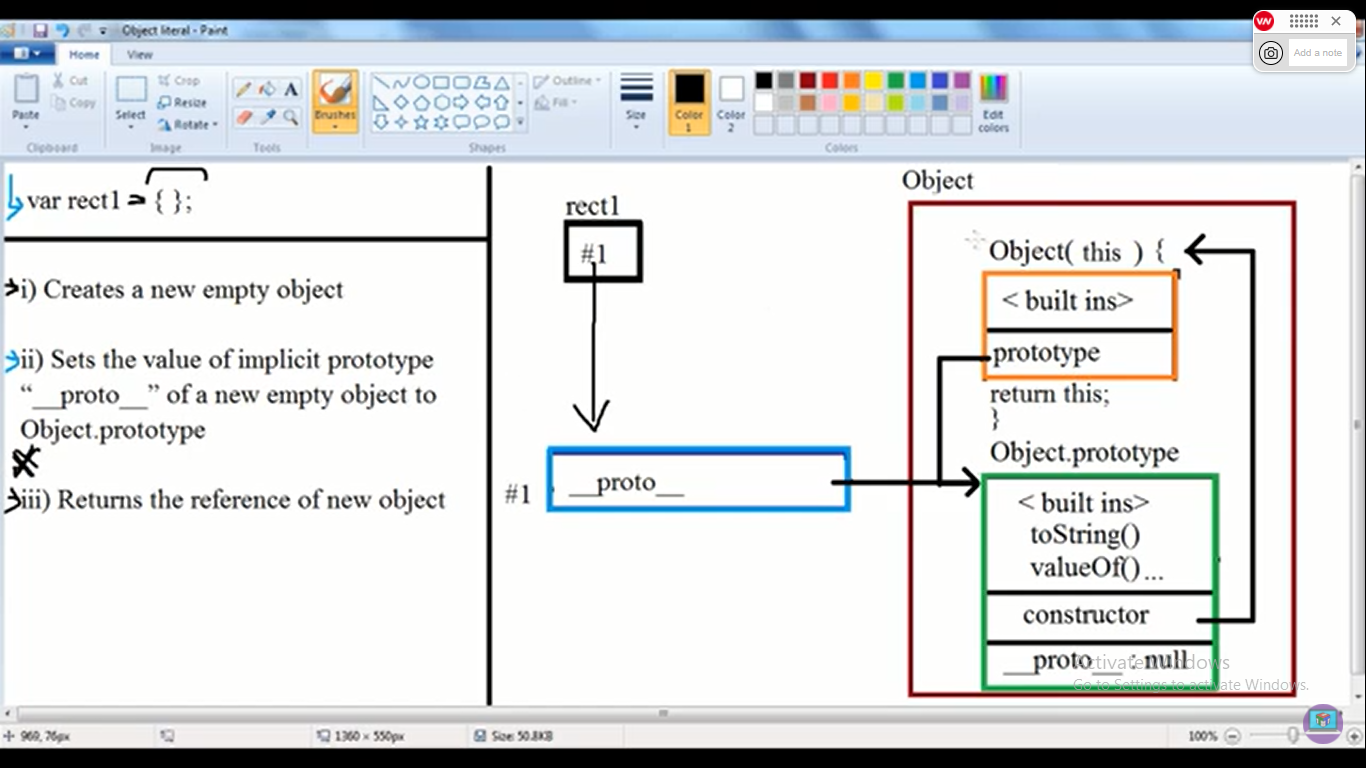 Object literal - Paint
Home View
Paste
Cut
Copy
Clipboard
Select
Crop
Resize
Rotate
Image
A
Tools
Brushes
Shapes
Outline
Fill
Size
Color 1
Color 2
Edit colors
Colors
Add a note
var rect1 = { };
i) Creates a new empty object
ii) Sets the value of implicit prototype
“__proto__” of a new empty object to
Object.prototype
iii) Returns the reference of new object
rect1
#1
#1 __proto__
Object
Object( this ) {
< built ins>
prototype
return this;
}
Object.prototype
< built ins>
toString()
valueOf()...
constructor
__proto__ : null
Activate Windows
Go to Settings to activate Windows.
969, 76px
1360 × 550px
Size: 50.8KB
100%